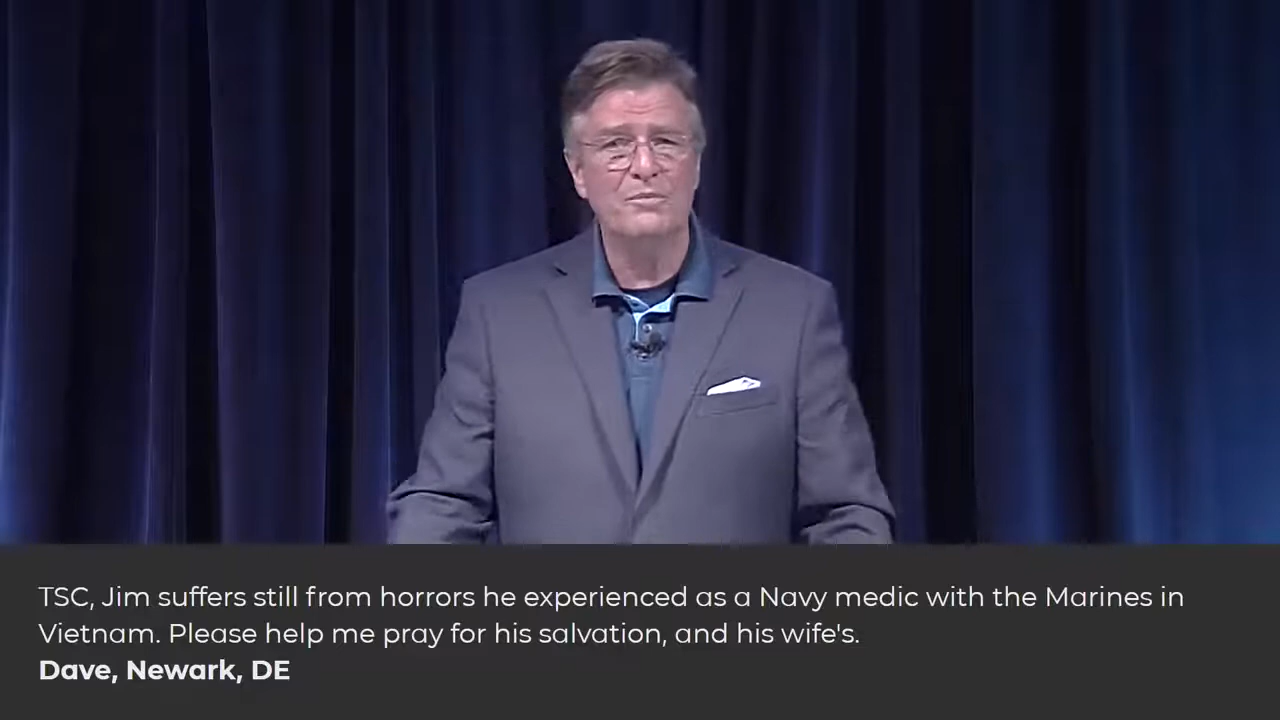 TSC, Jim suffers still from horrors he experienced as a Navy medic with the Marines in
Vietnam. Please help me pray for his salvation, and his wife's.
Dave, Newark, DE